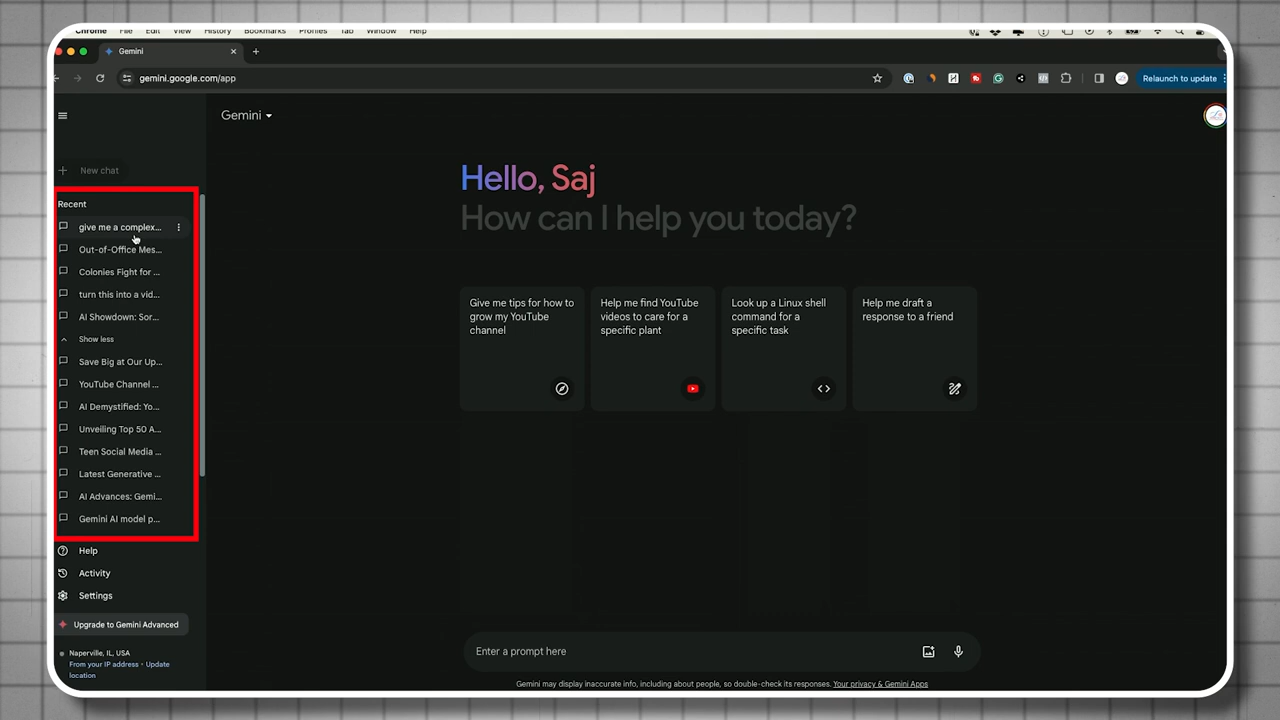 Chrome File Edit View History Bookmarks Profiles Tab Window Help
Gemini
gemini.google.com/app
Relaunch to update
Gemini
New chat
Hello, Saj
How can I help you today?
Recent
give me a complex...
Out-of-Office Mes...
Colonies Fight for ...
turn this into a vid...
AI Showdown: Sor...
Show less
Save Big at Our Up...
YouTube Channel ...
AI Demystified: Yo...
Unveiling Top 50 A...
Teen Social Media ...
Latest Generative ...
AI Advances: Gemi...
Gemini AI model p...
Help
Activity
Settings
Upgrade to Gemini Advanced
Naperville, IL, USA
From your IP address • Update
location
Give me tips for how to
grow my YouTube
channel
Help me find YouTube
videos to care for a
specific plant
Look up a Linux shell
command for a
specific task
Help me draft a
response to a friend
Enter a prompt here
Gemini may display inaccurate info, including about people, so double-check its responses. Your privacy & Gemini Apps